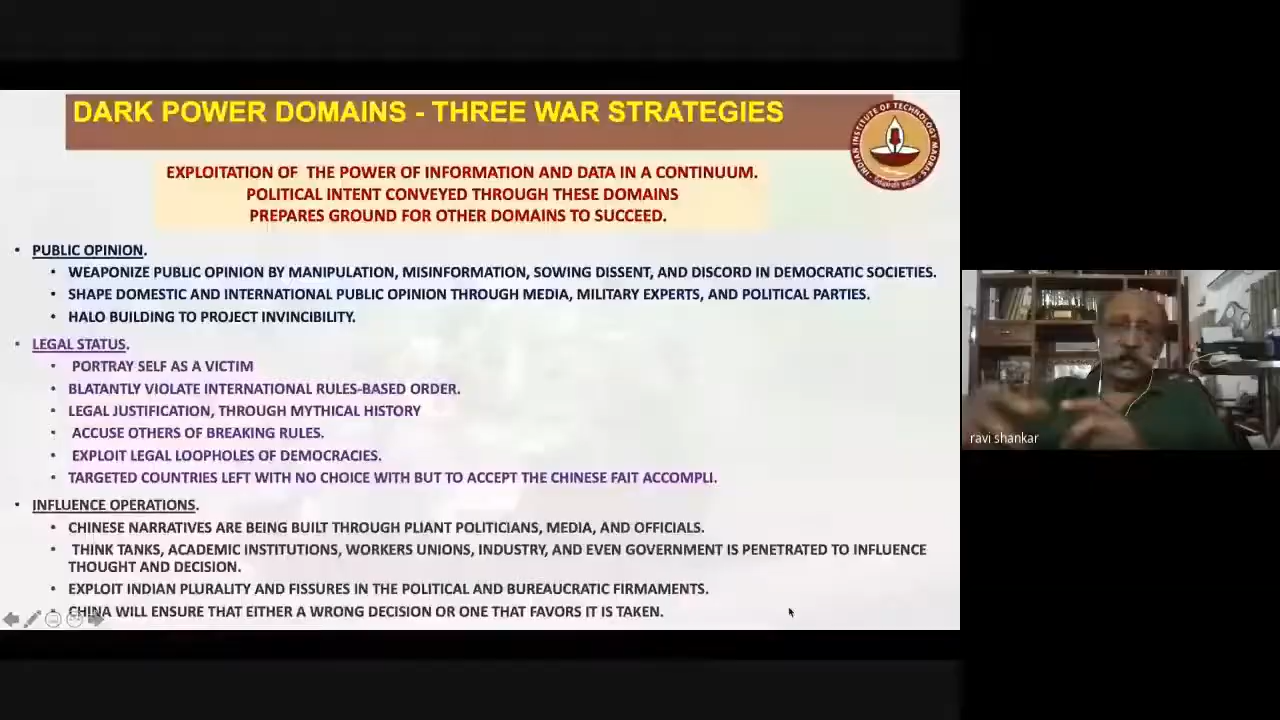 DARK POWER DOMAINS - THREE WAR STRATEGIES
INDIAN INSTITUTE OF TECHNOLOGY MADRAS
EXPLOITATION OF THE POWER OF INFORMATION AND DATA IN A CONTINUUM.
POLITICAL INTENT CONVEYED THROUGH THESE DOMAINS
PREPARES GROUND FOR OTHER DOMAINS TO SUCCEED.
• PUBLIC OPINION.
• WEAPONIZE PUBLIC OPINION BY MANIPULATION, MISINFORMATION, SOWING DISSENT, AND DISCORD IN DEMOCRATIC SOCIETIES.
• SHAPE DOMESTIC AND INTERNATIONAL PUBLIC OPINION THROUGH MEDIA, MILITARY EXPERTS, AND POLITICAL PARTIES.
• HALO BUILDING TO PROJECT INVINCIBILITY.
• LEGAL STATUS.
• PORTRAY SELF AS A VICTIM
• BLATANTLY VIOLATE INTERNATIONAL RULES-BASED ORDER.
• LEGAL JUSTIFICATION, THROUGH MYTHICAL HISTORY
• ACCUSE OTHERS OF BREAKING RULES.
• EXPLOIT LEGAL LOOPHOLES OF DEMOCRACIES.
• TARGETED COUNTRIES LEFT WITH NO CHOICE WITH BUT TO ACCEPT THE CHINESE FAIT ACCOMPLI.
• INFLUENCE OPERATIONS.
• CHINESE NARRATIVES ARE BEING BUILT THROUGH PLIANT POLITICIANS, MEDIA, AND OFFICIALS.
• THINK TANKS, ACADEMIC INSTITUTIONS, WORKERS UNIONS, INDUSTRY, AND EVEN GOVERNMENT IS PENETRATED TO INFLUENCE
THOUGHT AND DECISION.
• EXPLOIT INDIAN PLURALITY AND FISSURES IN THE POLITICAL AND BUREAUCRATIC FIRMAMENTS.
• CHINA WILL ENSURE THAT EITHER A WRONG DECISION OR ONE THAT FAVORS IT IS TAKEN.
ravi shankar